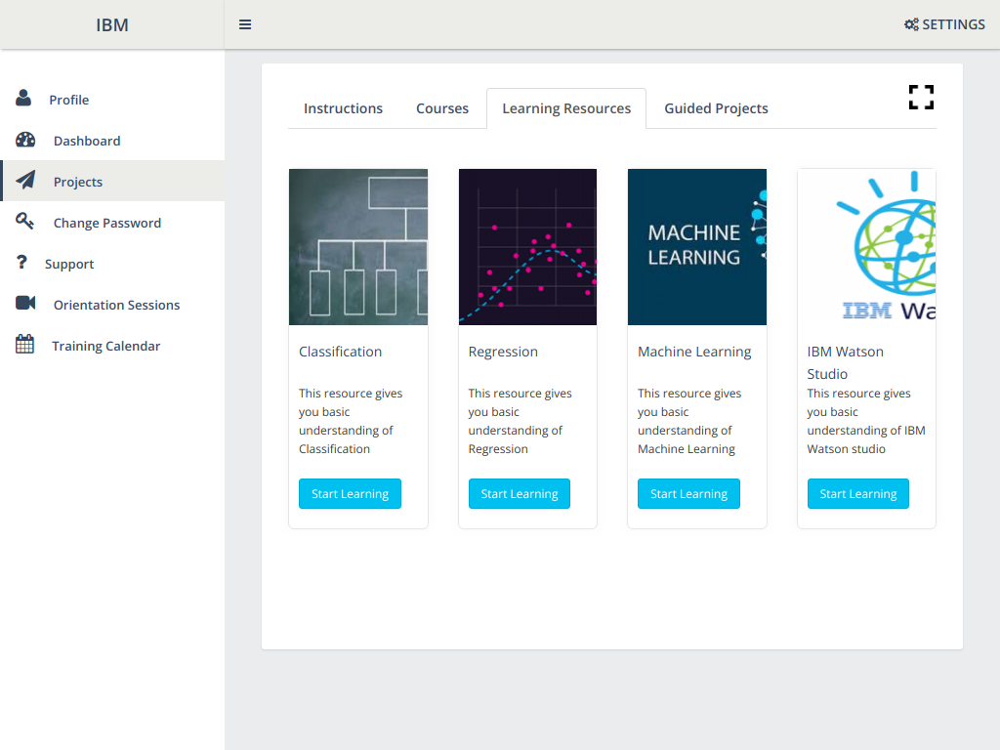 IBM
SETTINGS
Profile
Dashboard
Projects
Change Password
Support
Orientation Sessions
Training Calendar
Instructions
Courses
Learning Resources
Guided Projects
Classification
This resource gives
you basic
understanding of
Classification
Start Learning
Regression
This resource gives
you basic
understanding of
Regression
Start Learning
MACHINE
LEARNING
Machine Learning
This resource gives
you basic
understanding of
Machine Learning
Start Learning
IBM Wa
IBM Watson
Studio
This resource gives
you basic
understanding of IBM
Watson studio
Start Learning